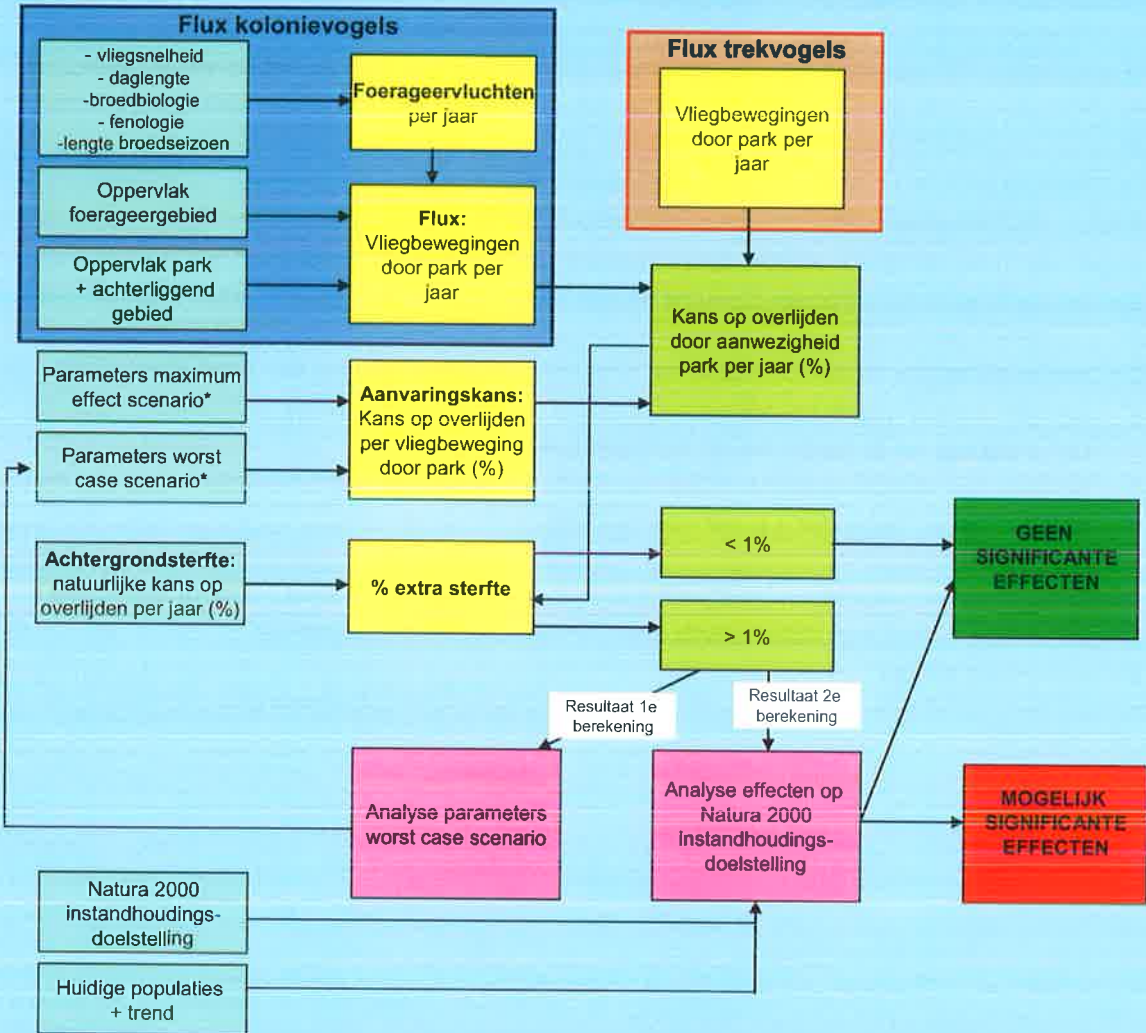 Flux kolonievogels
- vliegsnelheid
- daglengte
-broedbiologie
- fenologie
-lengte broedseizoen
Foerageervluchten
per jaar
Oppervlak
foerageergebied
Oppervlak park
+ achterliggend
gebied
Flux:
Vliegbewegingen
door park per
jaar
Flux trekvogels
Vliegbewegingen
door park per
jaar
Kans op overlijden
door aanwezigheid
park per jaar (%)
Parameters maximum
effect scenario*
Parameters worst
case scenario*
Aanvaringskans:
Kans op overlijden
per vliegbeweging
door park (%)
Achtergrondsterfte:
natuurlijke kans op
overlijden per jaar (%)
% extra sterfte
< 1%
> 1%
GEEN
SIGNIFICANTE
EFFECTEN
Resultaat 1e
berekening
Resultaat 2e
berekening
Analyse parameters
worst case scenario
Analyse effecten op
Natura 2000
instandhoudings-
doelstelling
MOGELIJK
SIGNIFICANTE
EFFECTEN
Natura 2000
instandhoudings-
doelstelling
Huidige populaties
+ trend